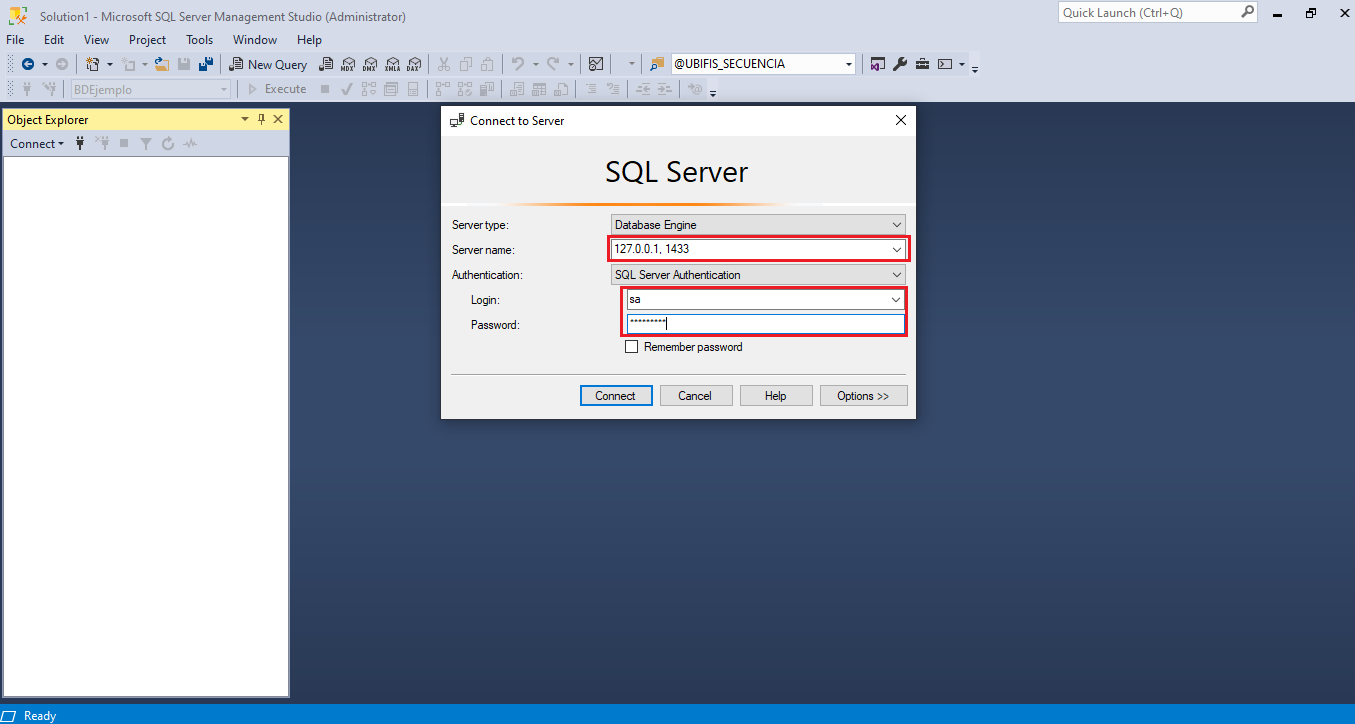 Solution1 - Microsoft SQL Server Management Studio (Administrator)
Quick Launch (Ctrl+Q)
File Edit View Project Tools Window Help
New Query MDX DMX XMLA DAX @UBIFIS_SECUENCIA
BDEjemplo Execute
Object Explorer
Connect
Connect to Server
SQL Server
Server type: Database Engine
Server name: 127.0.0.1, 1433
Authentication: SQL Server Authentication
Login: sa
Password: *********
Remember password
Connect Cancel Help Options >>
Ready